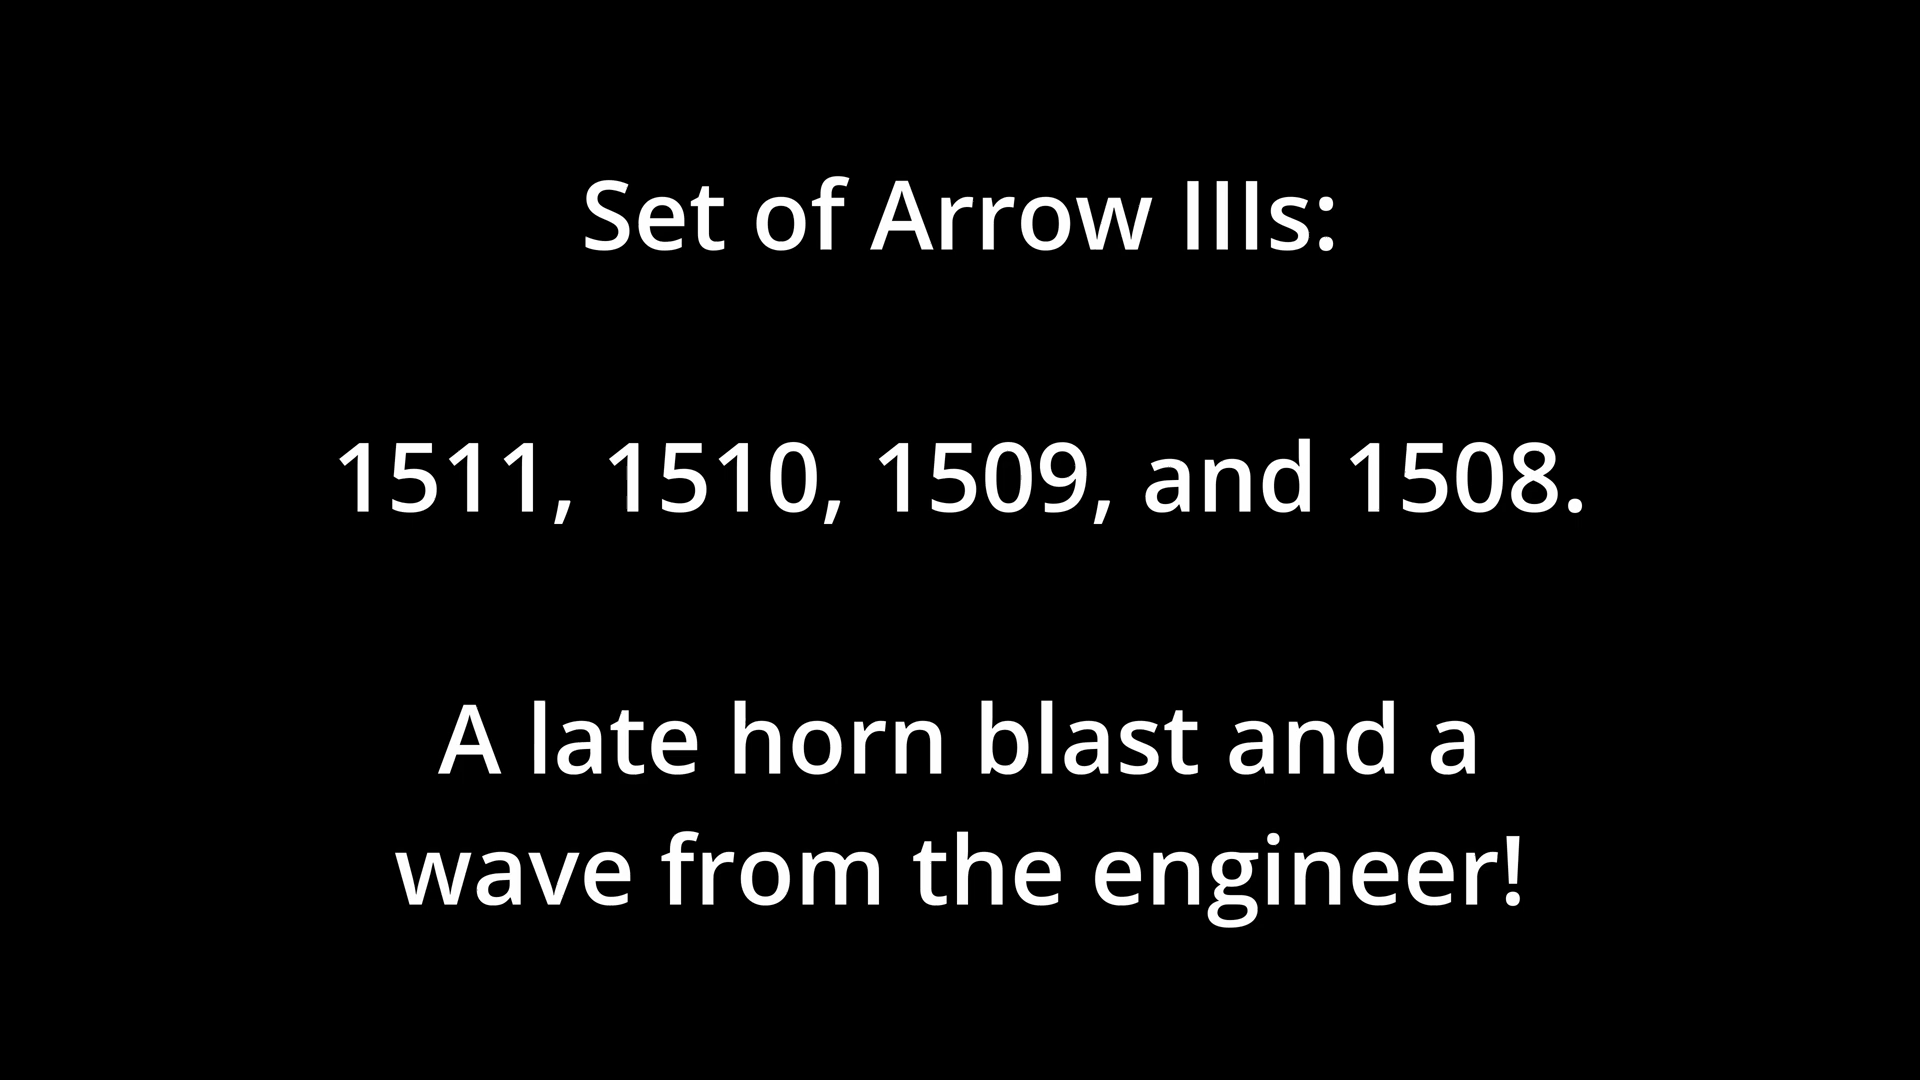 Set of Arrow IIIs:
1511, 1510, 1509, and 1508.
A late horn blast and a
wave from the engineer!